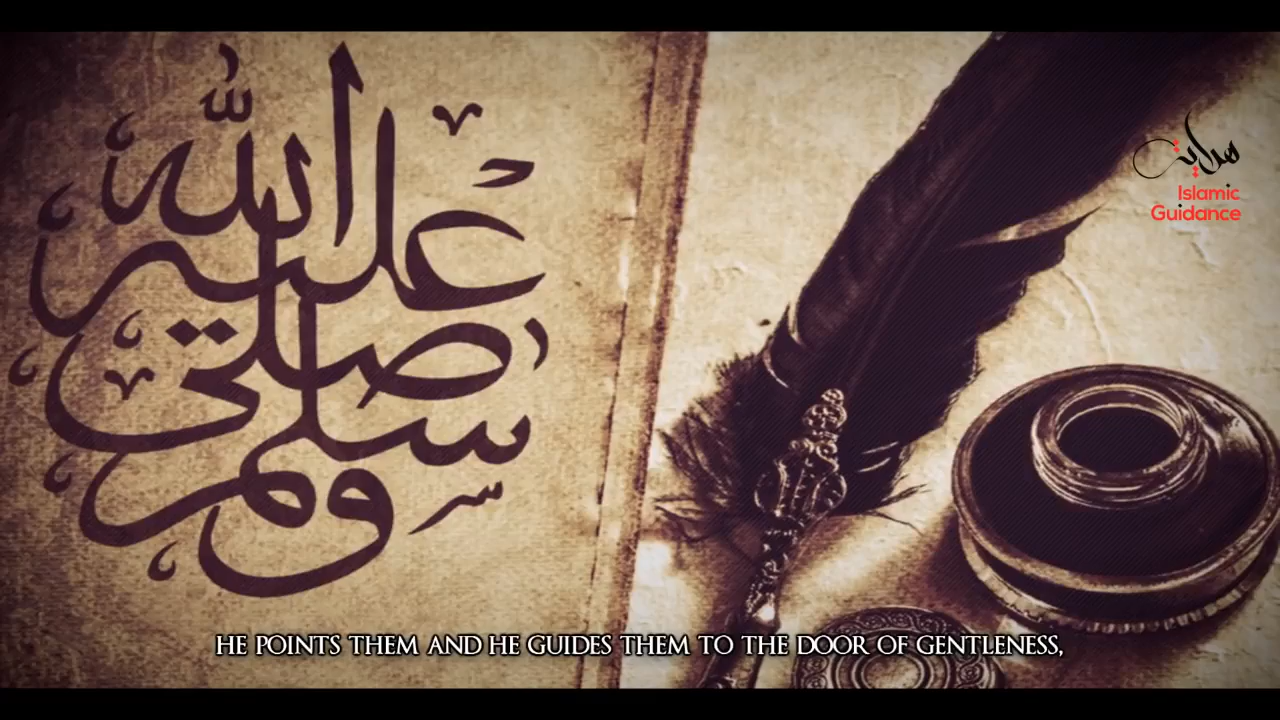 صلى الله
عليه
وسلم
هداية
Islamic
Guidance
HE POINTS THEM AND HE GUIDES THEM TO THE DOOR OF GENTLENESS,